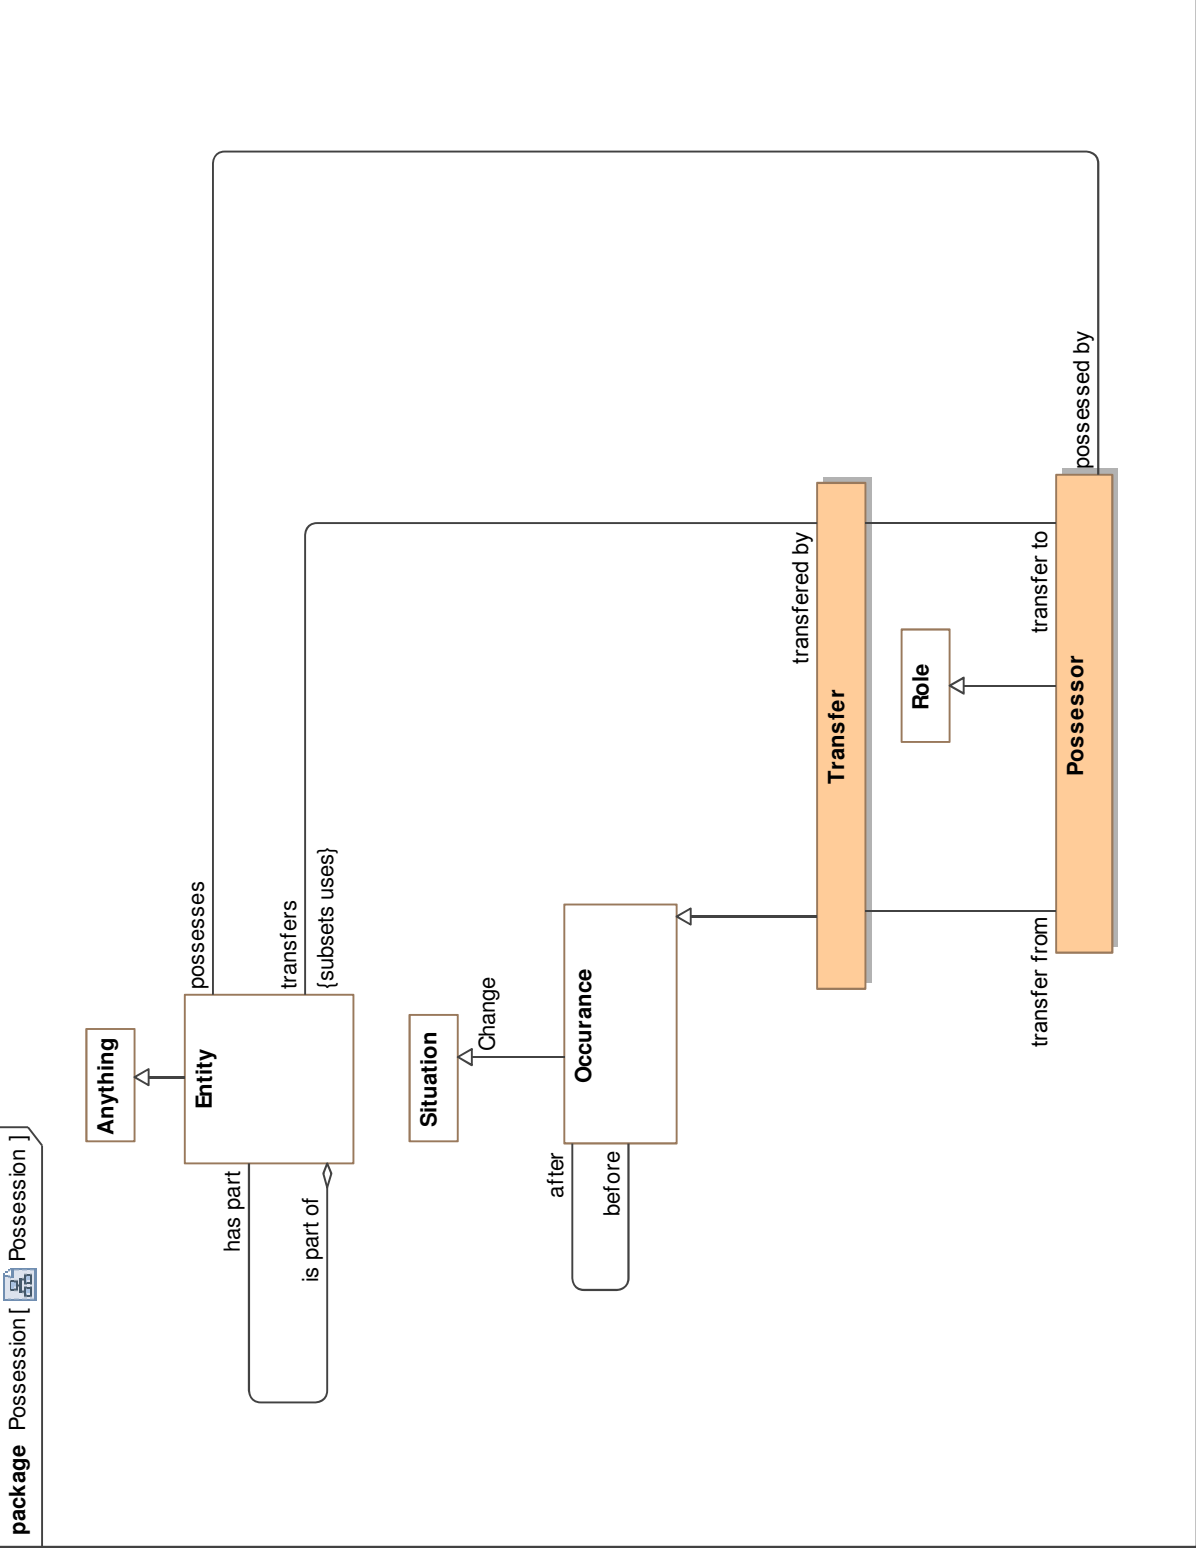 package Possession [ Possession ]
Anything
Entity
possesses
transfers
{subsets uses}
has part
is part of
Situation
Change
Occurance
after
before
transfered by
Transfer
Role
transfer from
transfer to
Possessor
possessed by